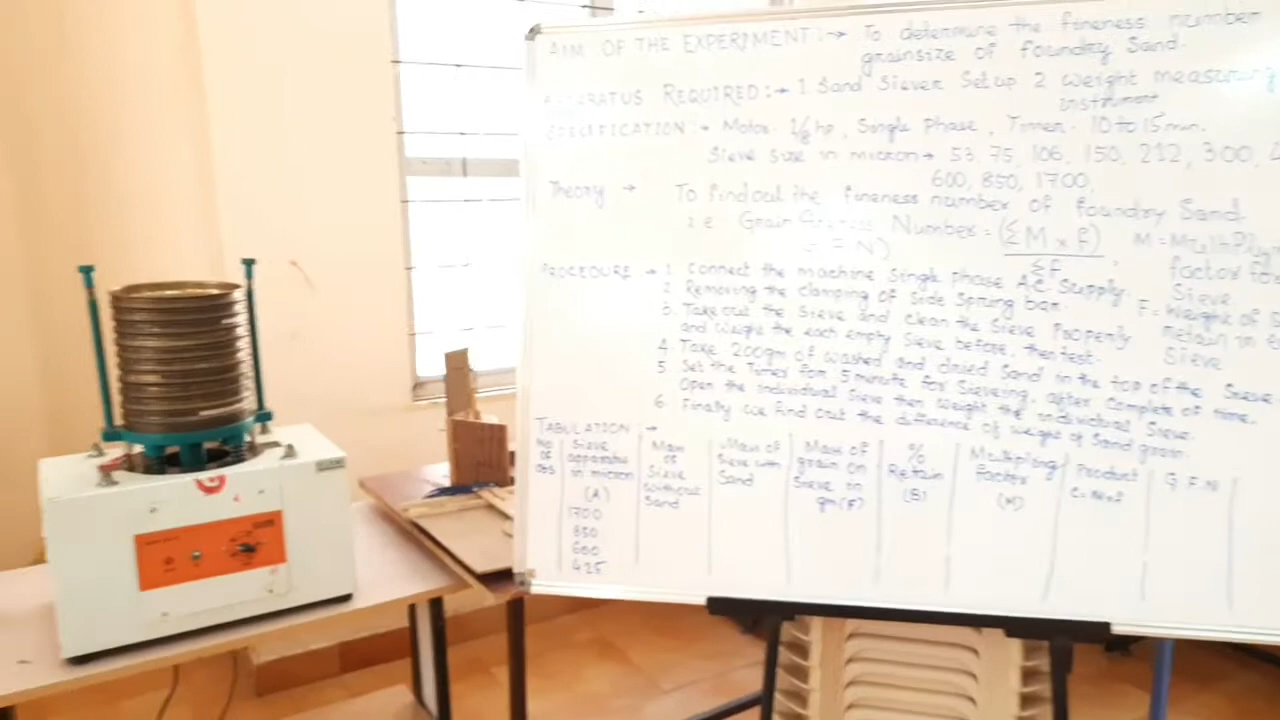 AIM OF THE EXPERIMENT:→ To determine the fineness number
grainsize of foundry Sand.
APARATUS REQUIRED:→ 1. Sand Siever Setup 2 weight measuring
instrument
SPECIFICATION:→ Motor- 1/6 hp, Single Phase, Timer- 10 to 15 min.
Sieve size in micron→ 53, 75, 106, 150, 212, 300, 4
600, 850, 1700,
Theory → To find out the fineness number of foundry Sand
i.e Grain Fineness Number = (ΣM x f)
Σf
M =
factor for
Sieve
F = Weight of
retain in
Sieve
PROCEDURE → 1. Connect the machine Single phase A.C. Supply.
2. Removing the clamping of Side Spring bar.
3. Take out the Sieve and clean the Sieve Properly
and Weight the each empty Sieve before, then test.
4. Take 200gm of washed and dried Sand in the top of the Sieve
5. Set the Timer for 5 minute for Sieveing, after complete of time.
Open the individual Sieve then weight the individual Sieve.
6. Finally we find out the difference of weight of Sand grain.
TABULATION →
No of obs
Sieve apparatus in micron (A)
Mass of Sieve Without Sand
Mass of Sieve with Sand
Mass of grain on Sieve in gm (F)
% Retain (B)
Multiplying factor (M)
Product
G.F.N
1700
850
600
425